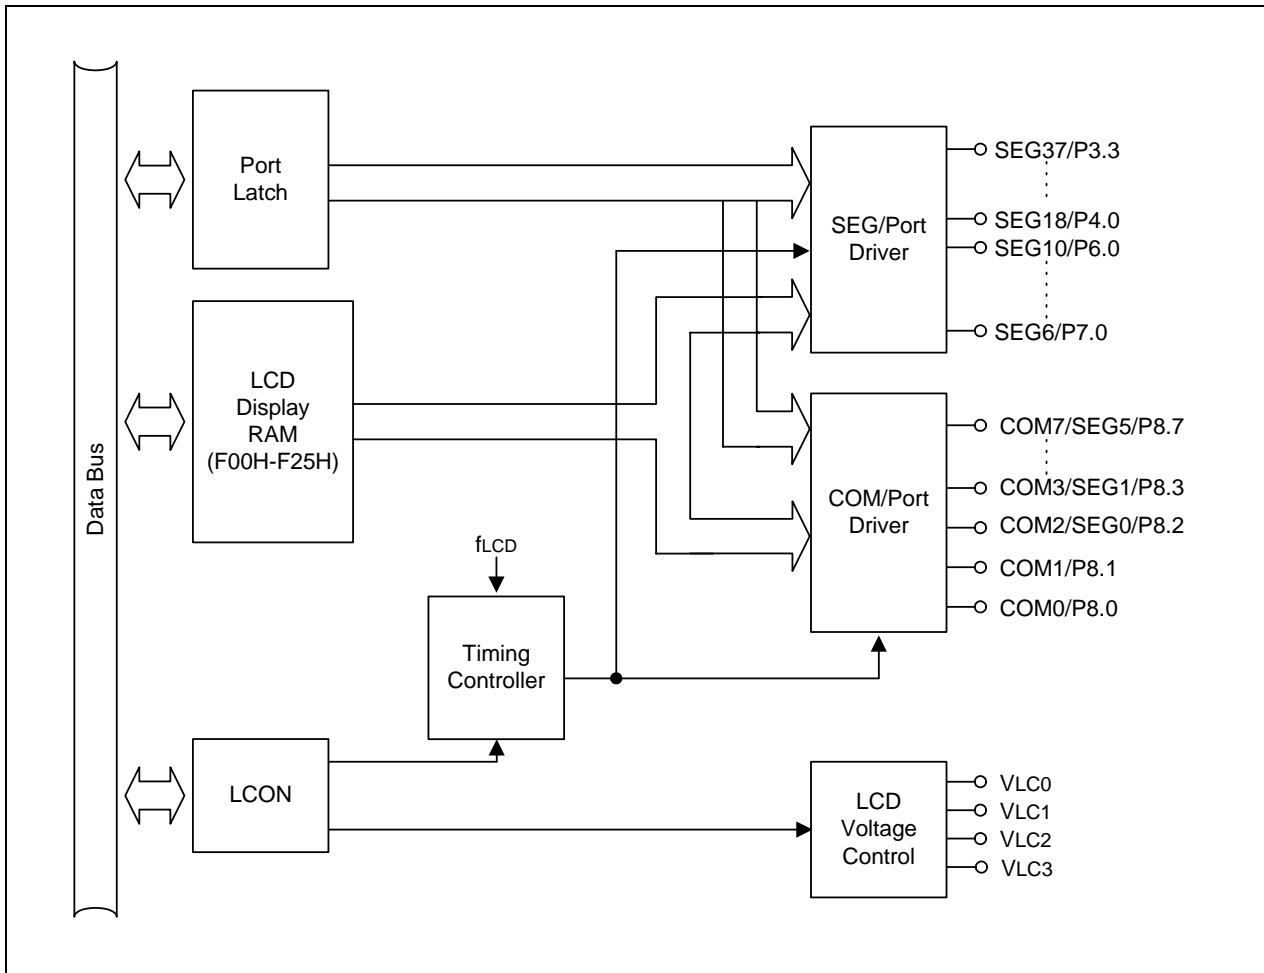 Data Bus
Port
Latch
LCD
Display
RAM
(F00H-F25H)
LCON
fLCD
Timing
Controller
SEG/Port
Driver
COM/Port
Driver
LCD
Voltage
Control
SEG37/P3.3
SEG18/P4.0
SEG10/P6.0
SEG6/P7.0
COM7/SEG5/P8.7
COM3/SEG1/P8.3
COM2/SEG0/P8.2
COM1/P8.1
COM0/P8.0
VLC0
VLC1
VLC2
VLC3